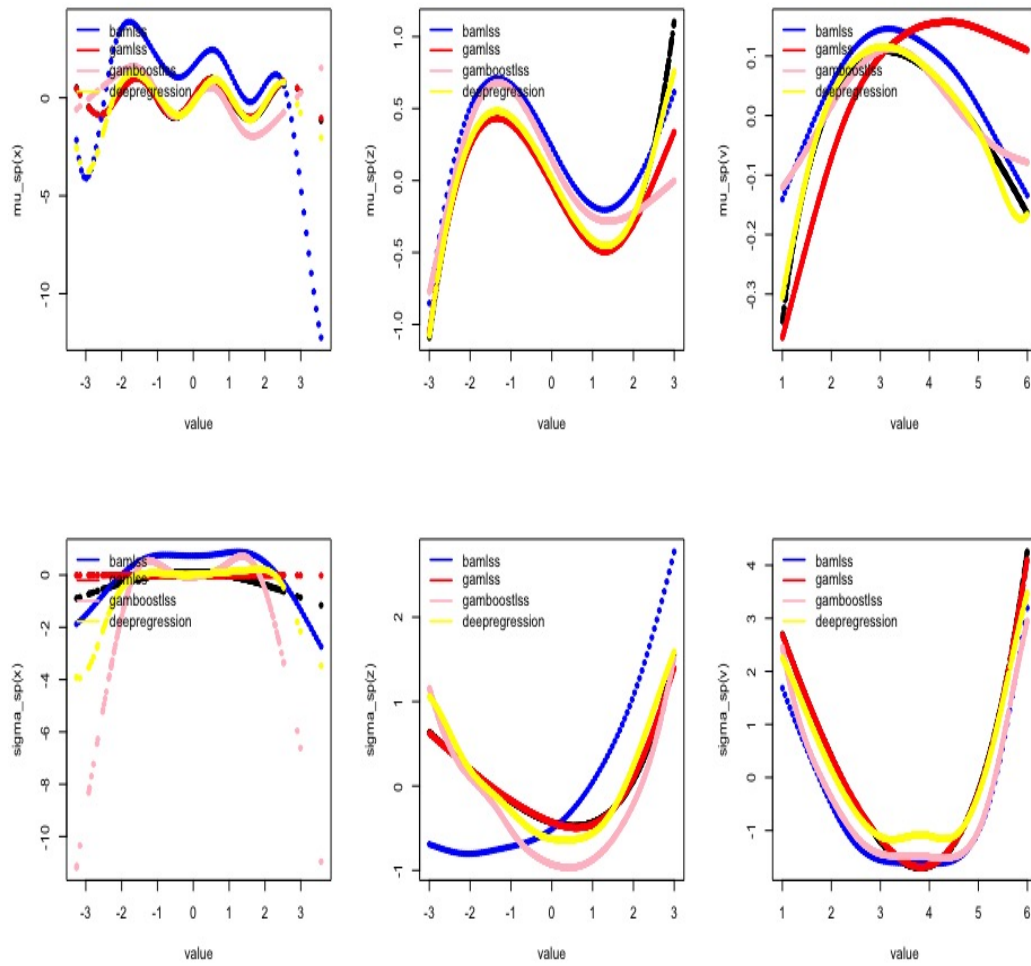 bamlss
gamlss
gamboostlss
deepregression
0
-5
-10
mu_sp(x)
-3 -2 -1 0 1 2 3
value
1.0
0.5
0.0
-0.5
-1.0
mu_sp(z)
bamlss
gamlss
gamboostlss
deepregression
-3 -2 -1 0 1 2 3
value
0.1
0.0
-0.1
-0.2
-0.3
mu_sp(v)
bamlss
gamlss
gamboostlss
deepregression
1 2 3 4 5 6
value
bamlss
gamlss
gamboostlss
deepregression
0
-2
-4
-6
-8
-10
sigma_sp(x)
-3 -2 -1 0 1 2 3
value
bamlss
gamlss
gamboostlss
deepregression
2
1
0
-1
sigma_sp(z)
-3 -2 -1 0 1 2 3
value
bamlss
gamlss
gamboostlss
deepregression
4
3
2
1
0
-1
sigma_sp(v)
1 2 3 4 5 6
value